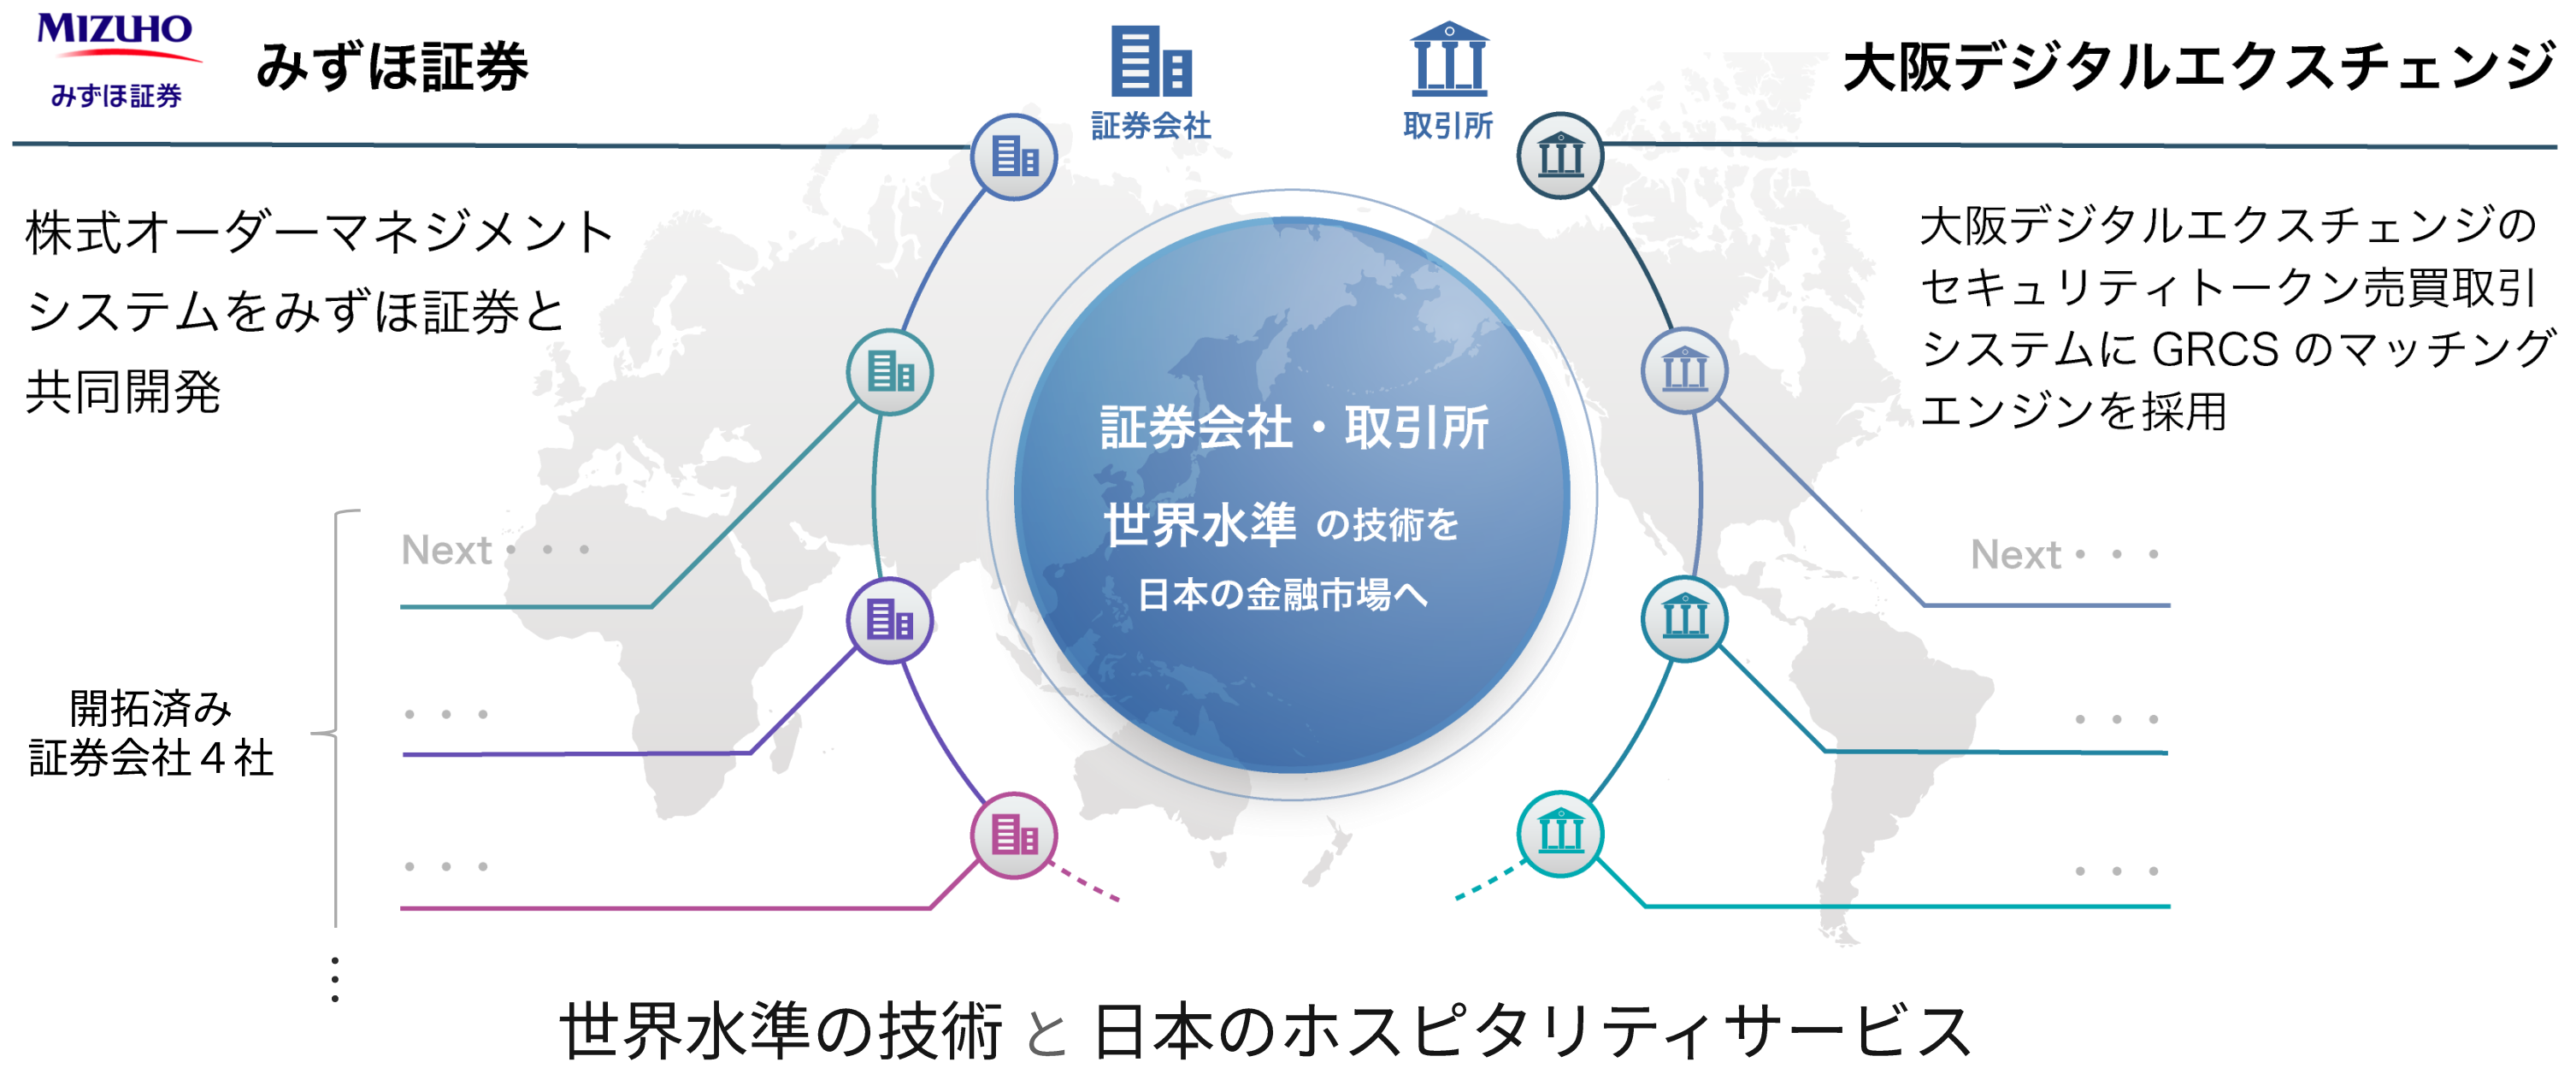 MIZUHO
みずほ証券
みずほ証券
証券会社
取引所
大阪デジタルエクスチェンジ
株式オーダーマネジメント
システムをみずほ証券と
共同開発
大阪デジタルエクスチェンジの
セキュリティトークン売買取引
システムに GRCS のマッチング
エンジンを採用
証券会社・取引所
世界水準 の技術を
日本の金融市場へ
Next・・・
・・・
・・・
開拓済み
証券会社４社
⋮
Next・・・
・・・
・・・
世界水準の技術 と 日本のホスピタリティサービス